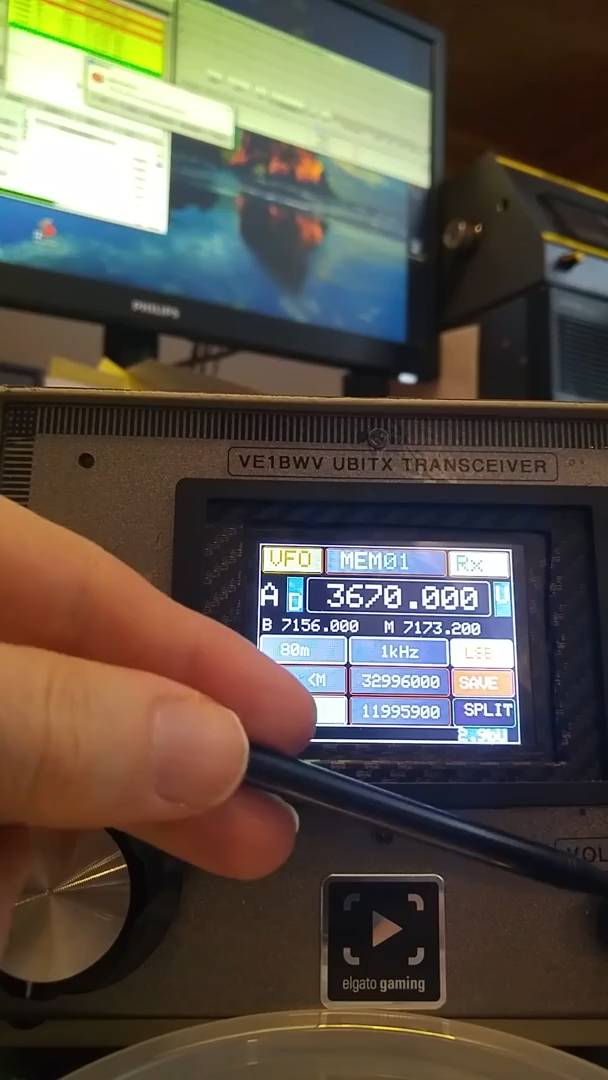 PHILIPS
VE1BWV UBITX TRANSCEIVER
VFO MEM01 Rx
A D 3670.000 U
B 7156.000 M 7173.200
80m 1kHz
<M 32996000 SAVE
11995900 SPLIT
VOL
elgato gaming